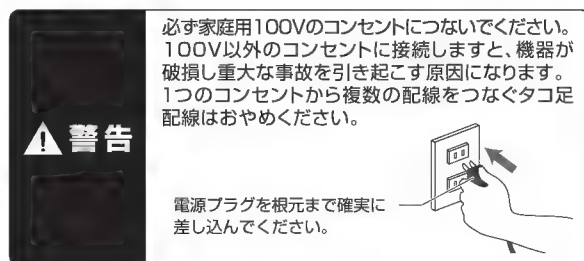 必ず家庭用100Vのコンセントにつないでください。
100V以外のコンセントに接続しますと、機器が
破損し重大な事故を引き起こす原因になります。
1つのコンセントから複数の配線をつなぐタコ足
配線はおやめください。
警告
電源プラグを根元まで確実に
差し込んでください。